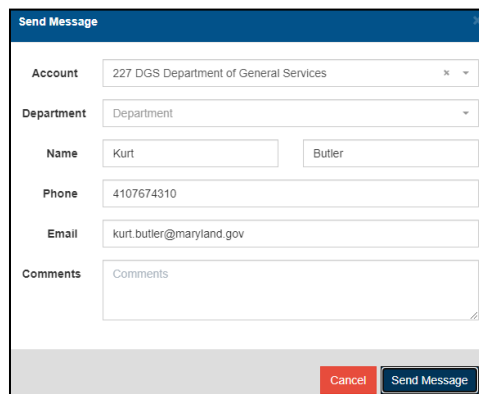 Send Message ×
Account 227 DGS Department of General Services ×
Department Department
Name Kurt Butler
Phone 4107674310
Email kurt.butler@maryland.gov
Comments Comments
Cancel Send Message